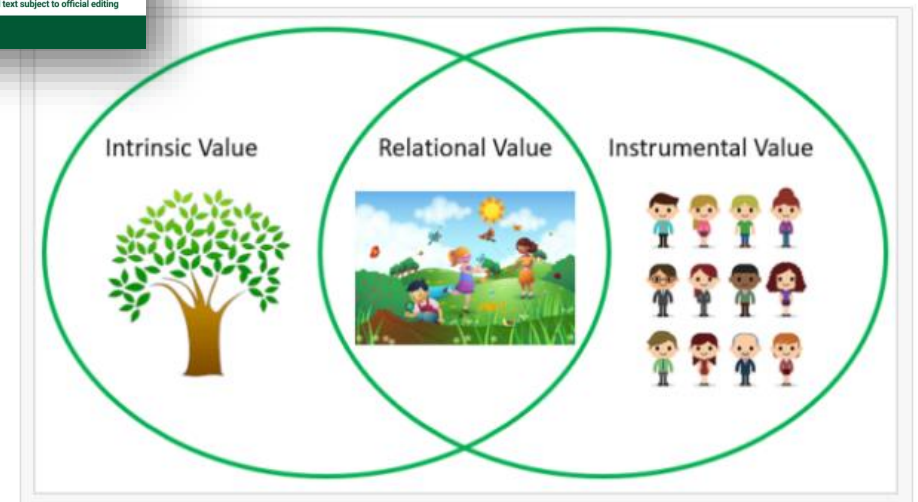 text subject to official editing
Intrinsic Value
Relational Value
Instrumental Value